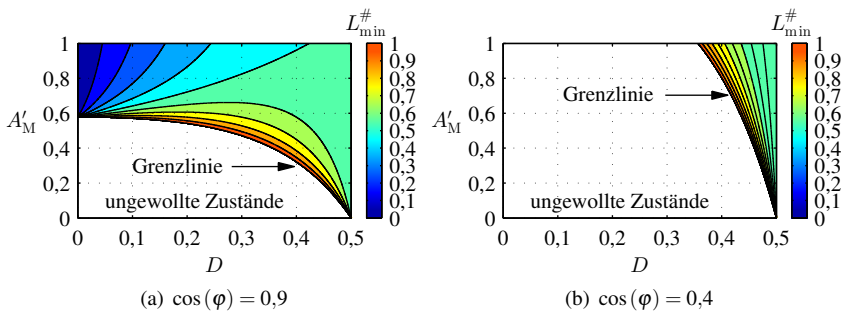 L#min
1
0,9
0,8
0,7
0,6
0,5
0,4
0,3
0,2
0,1
0
1
0,8
0,6
0,4
0,2
0
A′M
Grenzlinie
ungewollte Zustände
0 0,1 0,2 0,3 0,4 0,5
D
(a) cos(φ) = 0,9
L#min
1
0,9
0,8
0,7
0,6
0,5
0,4
0,3
0,2
0,1
0
1
0,8
0,6
0,4
0,2
0
A′M
Grenzlinie
ungewollte Zustände
0 0,1 0,2 0,3 0,4 0,5
D
(b) cos(φ) = 0,4